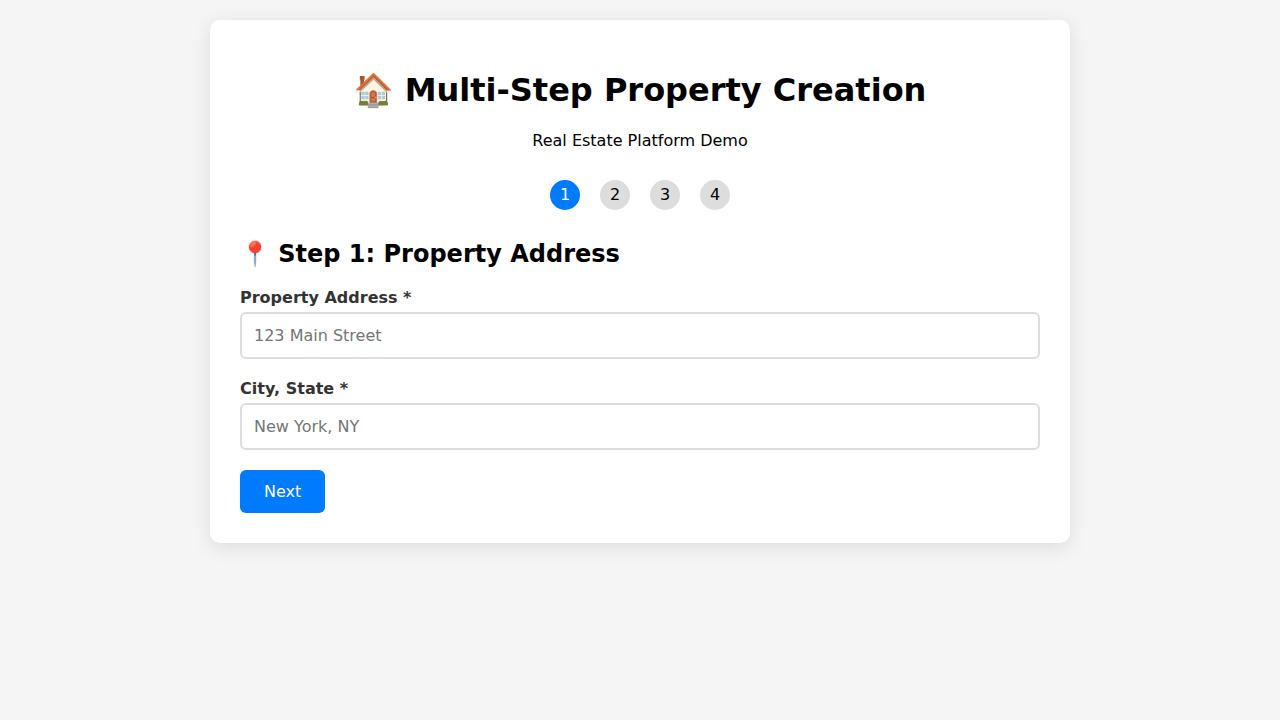 🏠 Multi-Step Property Creation
Real Estate Platform Demo
1 2 3 4
📍 Step 1: Property Address
Property Address *
123 Main Street
City, State *
New York, NY
Next